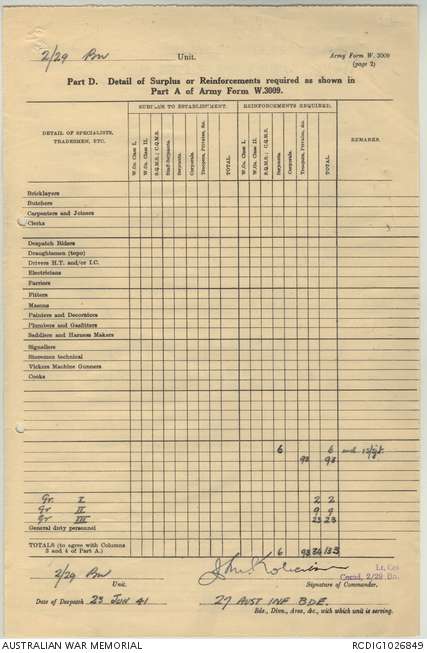 2/29 Bn
Unit.
Army Form W. 3009
(page 2)
Part D. Detail of Surplus or Reinforcements required as shown in
Part A of Army Form W.3009.
DETAIL OF SPECIALISTS, TRADESMEN, ETC.
SURPLUS TO ESTABLISHMENT.
REINFORCEMENTS REQUIRED.
REMARKS.
W.Os. Class I.
W.Os. Class II.
S.Q.M.S.; C.Q.M.S.
Staff-Sergeants.
Sergeants.
Corporals.
Troopers, Privates, &c.
TOTAL.
W.Os. Class I.
W.Os. Class II.
S.Q.M.S.; C.Q.M.S.
Sergeants.
Corporals.
Troopers, Privates, &c.
TOTAL.
Bricklayers
Butchers
Carpenters and Joiners
Clerks
Despatch Riders
Draughtsmen (topo)
Drivers H.T. and/or I.C.
Electricians
Farriers
Fitters
Masons
Painters and Decorators
Plumbers and Gasfitters
Saddlers and Harness Makers
Signallers
Storemen technical
Vickers Machine Gunners
Cooks
6 6
93 93
Gr. I 2 2
Gr II 9 9
Gr III 23 23
General duty personnel
TOTALS (to agree with Columns
3 and 4 of Part A.) 6 93 34 133
2/29 Bn
Unit.
Lt. Col
Comd. 2/29 Bn.
Signature of Commander.
Date of Despatch 23 JUN 41
27 AUST INF BDE.
Bde., Divn., Area, &c., with which unit is serving.
AUSTRALIAN WAR MEMORIAL
RCDIG1026849